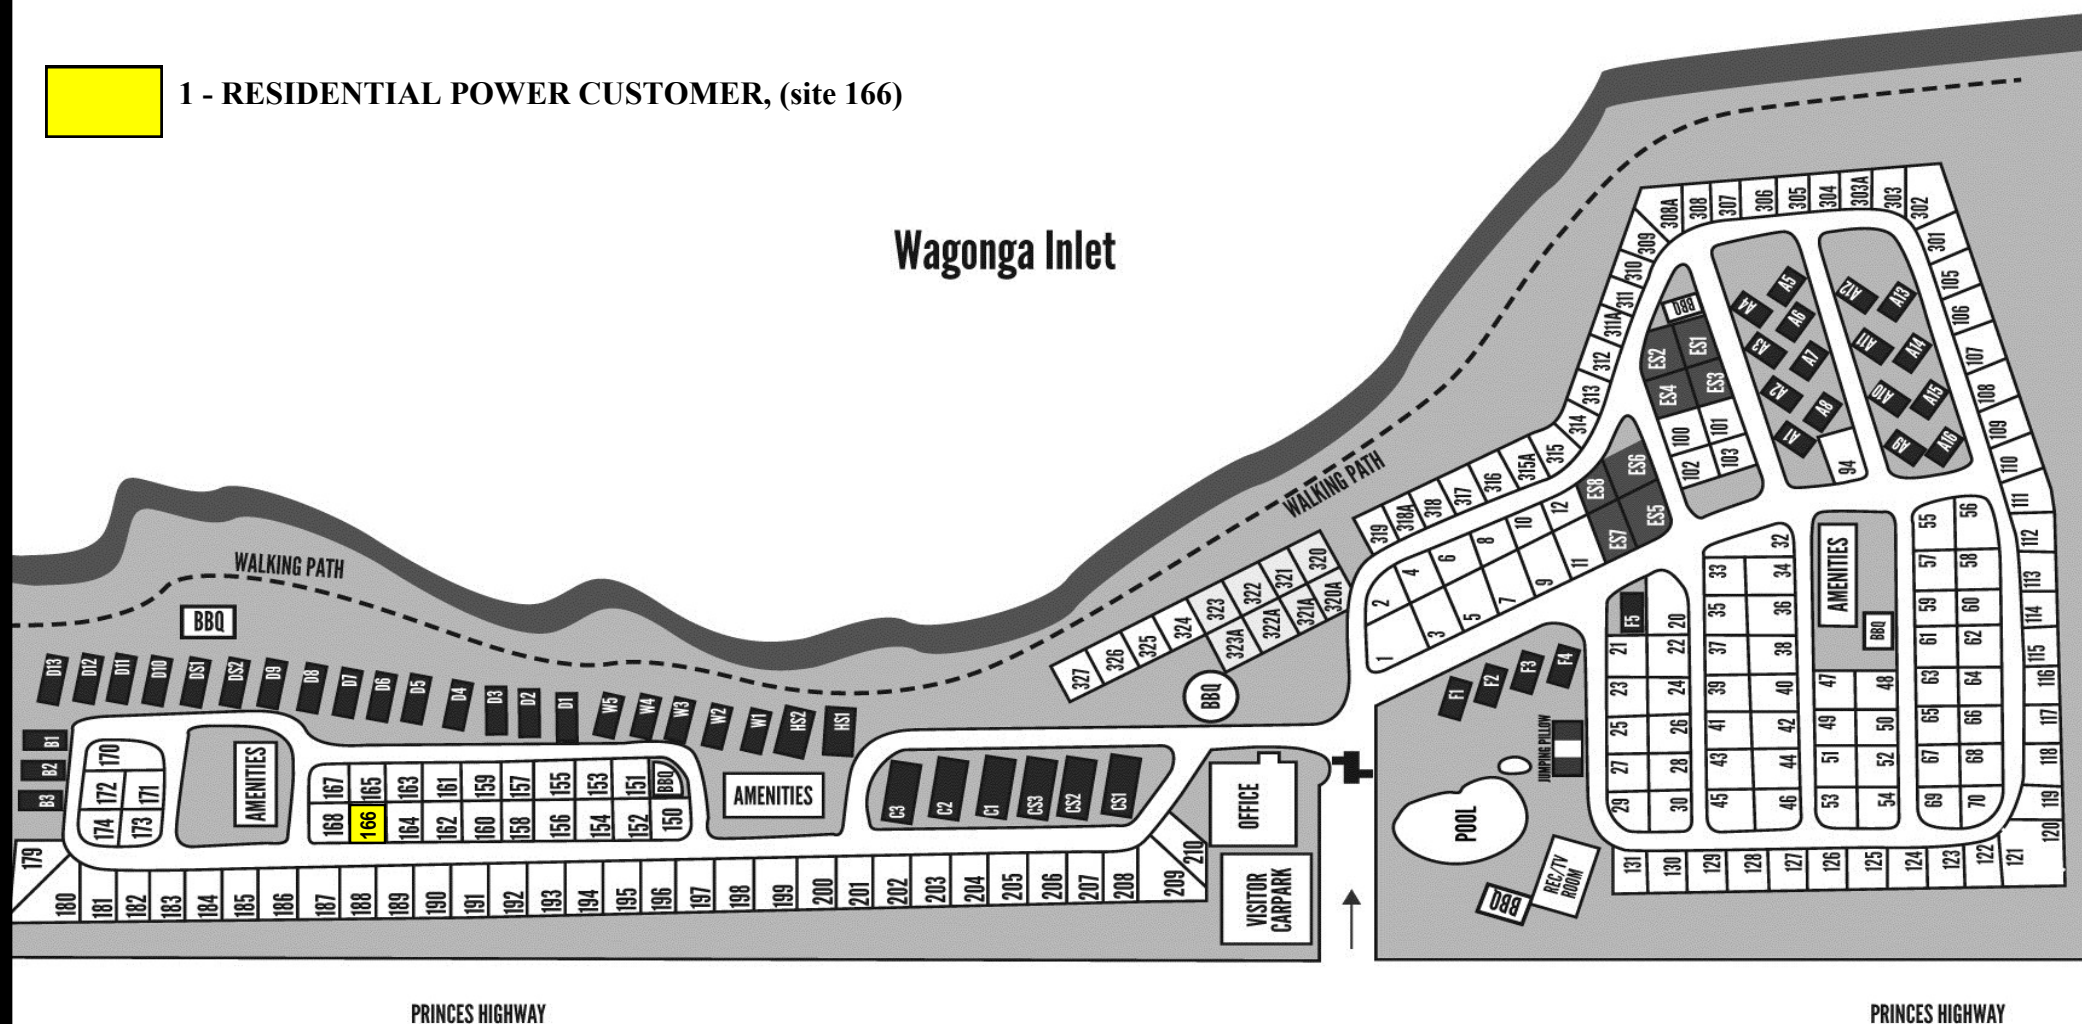 1 - RESIDENTIAL POWER CUSTOMER, (site 166)
Wagonga Inlet
WALKING PATH
WALKING PATH
BBQ
D13
D12
D11
D10
DS1
DS2
D9
D8
D7
D6
D5
D4
D3
D2
D1
W5
W4
W3
W2
W1
HS2
HS1
B1
B2
B3
170
172
171
174
173
AMENITIES
167
165
163
161
159
157
155
153
151
BBQ
168
166
164
162
160
158
156
154
152
150
AMENITIES
C3
C2
C1
CS3
CS2
CS1
179
180
181
182
183
184
185
186
187
188
189
190
191
192
193
194
195
196
197
198
199
200
201
202
203
204
205
206
207
208
209
210
OFFICE
VISITOR
CARPARK
BBQ
327
326
325
324
323
322
321
320
323A
322A
321A
320A
319
318A
318
317
316
315A
315
314
313
312
311A
311
310
309
308A
308
307
306
305
304
303A
303
302
301
105
106
107
108
109
110
111
112
113
114
115
116
117
118
119
120
121
122
123
124
125
126
127
128
129
130
131
BBQ
ES2
ES1
ES4
ES3
100
101
102
103
ES8
ES6
ES7
ES5
A4
A5
A3
A6
A2
A7
A1
A8
94
A12
A13
A11
A14
A10
A15
A9
A16
2
4
6
8
10
12
1
3
5
7
9
11
F1
F2
F3
F4
F5
20
21
22
23
24
25
26
27
28
29
30
32
33
34
35
36
37
38
39
40
41
42
43
44
45
46
AMENITIES
BBQ
47
48
49
50
51
52
53
54
55
56
57
58
59
60
61
62
63
64
65
66
67
68
69
70
JUMPING PILLOW
POOL
REC/TV
ROOM
BBQ
PRINCES HIGHWAY
PRINCES HIGHWAY